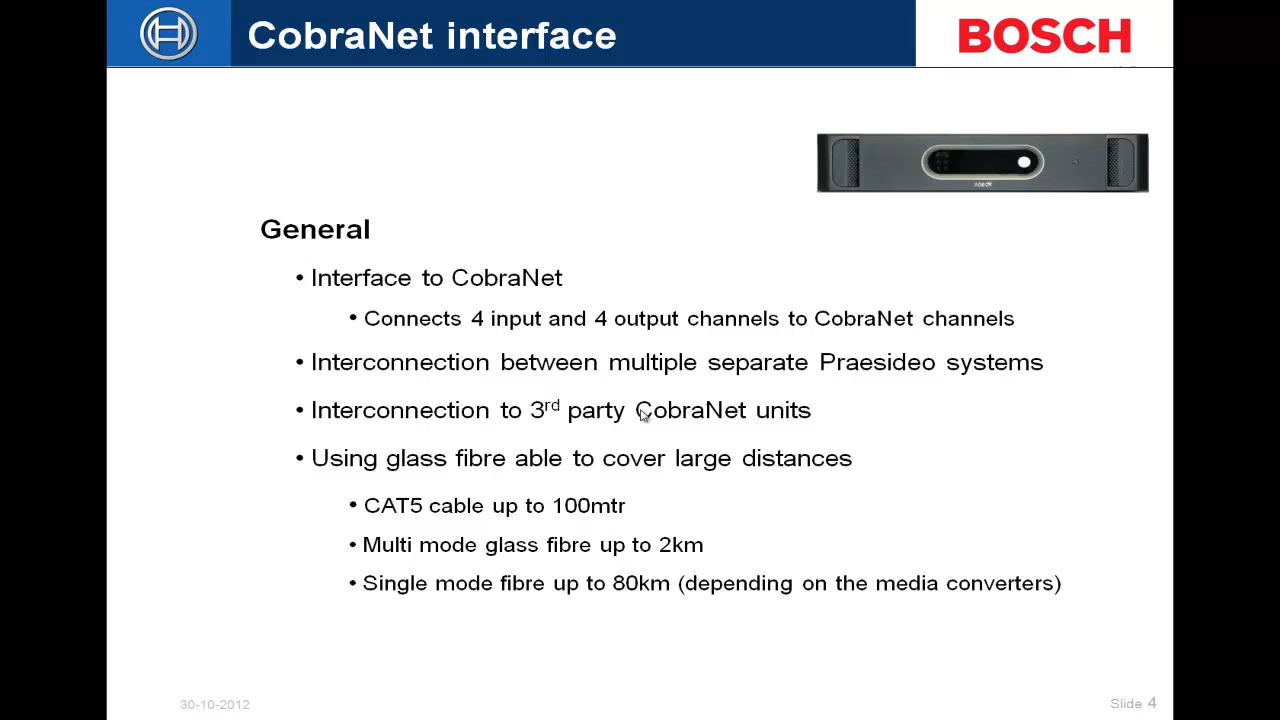 CobraNet interface
BOSCH
General
• Interface to CobraNet
• Connects 4 input and 4 output channels to CobraNet channels
• Interconnection between multiple separate Praesideo systems
• Interconnection to 3rd party CobraNet units
• Using glass fibre able to cover large distances
• CAT5 cable up to 100mtr
• Multi mode glass fibre up to 2km
• Single mode fibre up to 80km (depending on the media converters)
30-10-2012
Slide 4